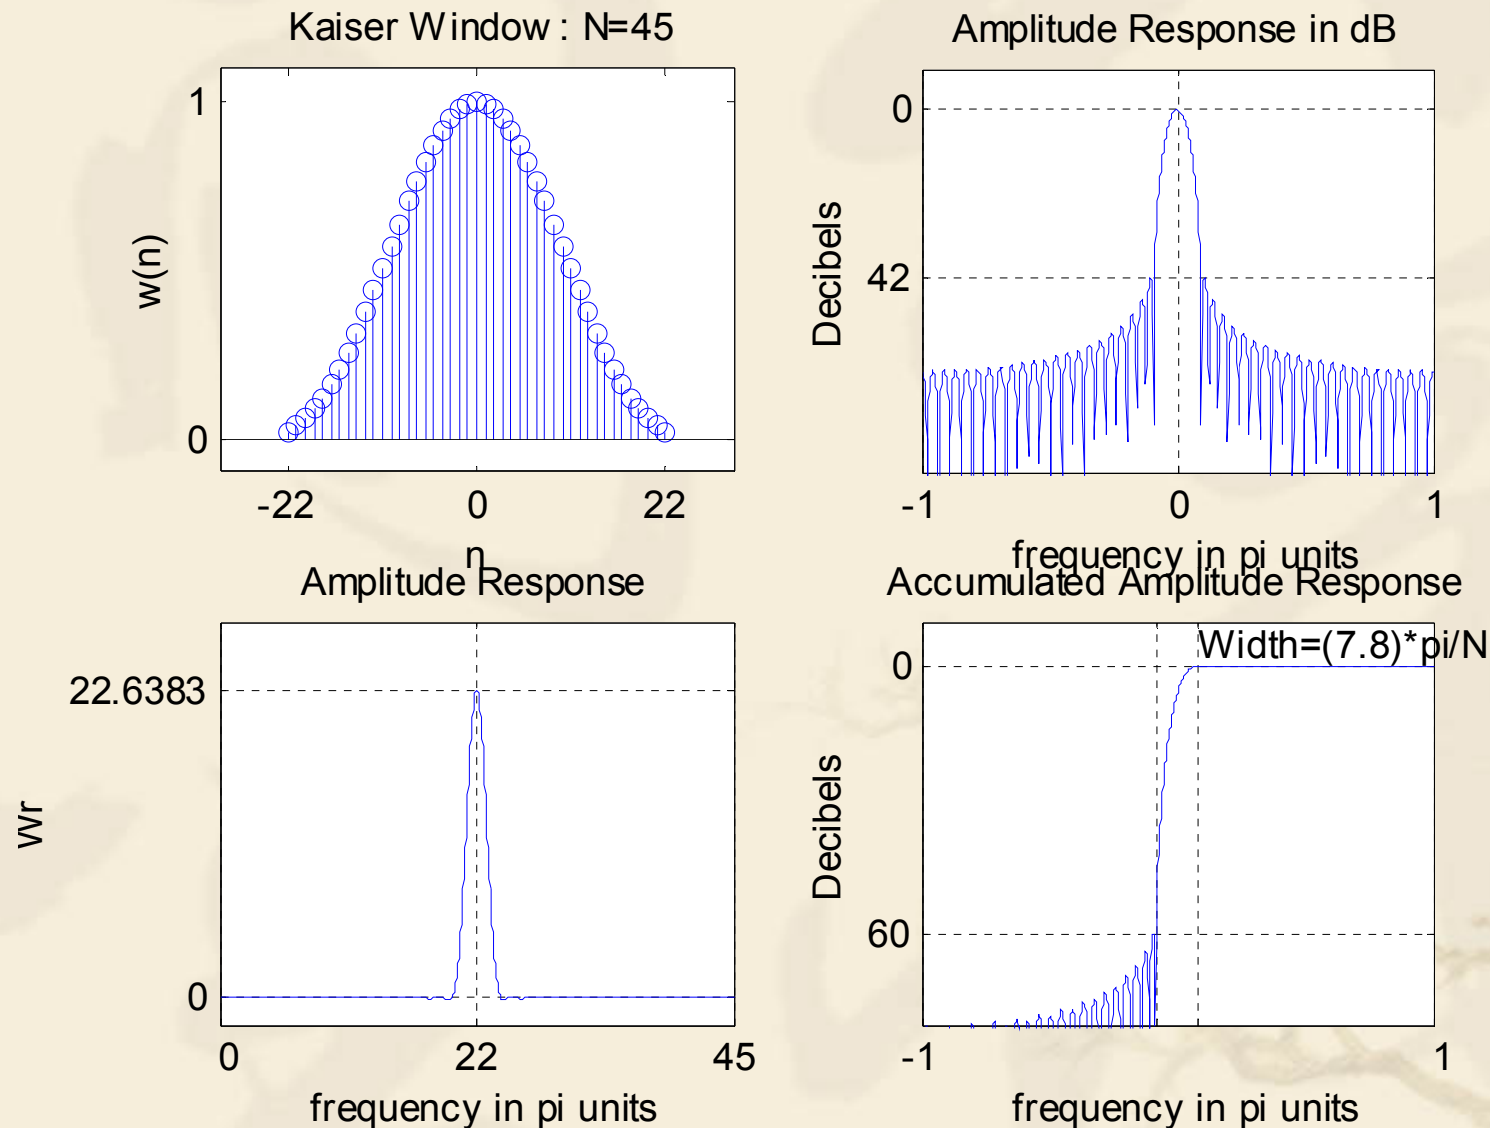 Kaiser Window : N=45
1
w(n)
0
-22 0 22
n
Amplitude Response in dB
0
Decibels
42
-1 0 1
frequency in pi units
Amplitude Response
22.6383
Wr
0
0 22 45
frequency in pi units
Accumulated Amplitude Response
Width=(7.8)*pi/N
0
Decibels
60
-1 1
frequency in pi units